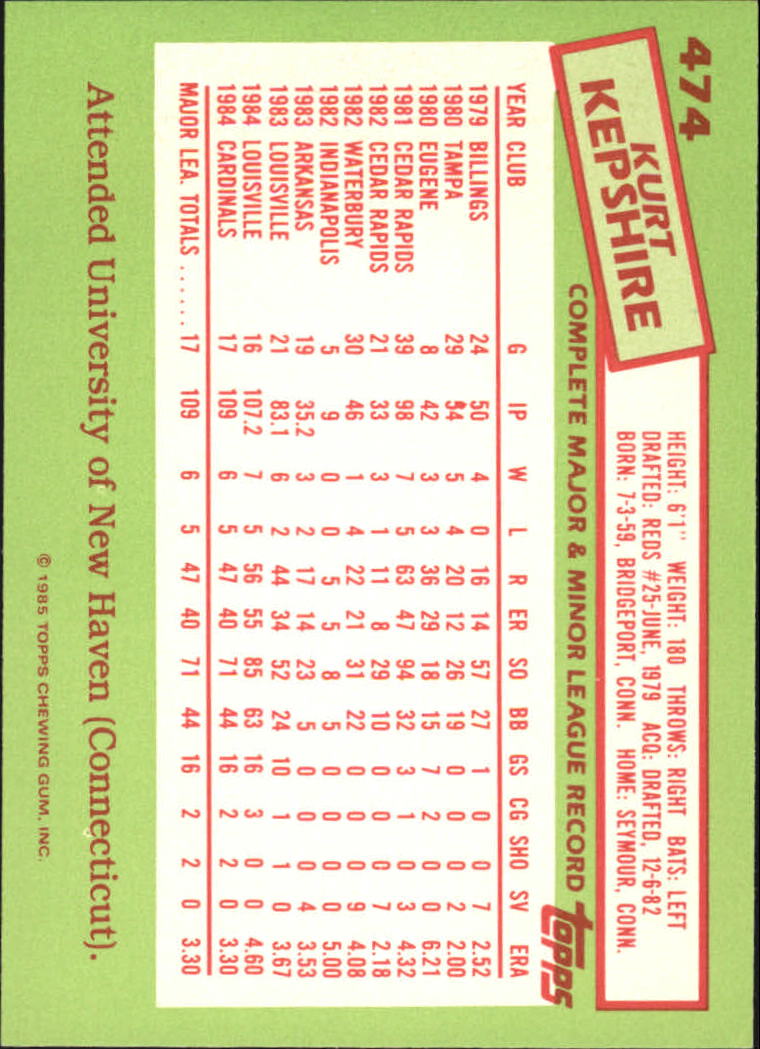 474
KURT
KEPSHIRE
HEIGHT: 6'1" WEIGHT: 180 THROWS: RIGHT BATS: LEFT
DRAFTED: REDS #25-JUNE, 1979 ACQ: DRAFTED, 12-6-82
BORN: 7-3-59, BRIDGEPORT, CONN. HOME: SEYMOUR, CONN.
COMPLETE MAJOR & MINOR LEAGUE RECORD topps
YEAR CLUB G IP W L R ER SO BB GS CG SHO SV ERA
1979 BILLINGS 24 50 4 0 16 14 57 27 1 0 0 7 2.52
1980 TAMPA 29 54 5 4 20 12 26 19 0 0 0 2 2.00
1980 EUGENE 8 42 3 3 36 29 18 15 7 2 0 0 6.21
1981 CEDAR RAPIDS 39 98 7 5 63 47 94 32 3 1 0 3 4.32
1982 CEDAR RAPIDS 21 33 3 1 11 8 29 10 0 0 0 7 2.18
1982 WATERBURY 30 46 1 4 22 21 31 22 0 0 0 9 4.08
1982 INDIANAPOLIS 5 9 0 0 5 5 8 5 0 0 0 0 5.00
1983 ARKANSAS 19 35.2 3 2 17 14 23 5 0 0 0 4 3.53
1983 LOUISVILLE 21 83.1 6 2 44 34 52 24 10 1 1 0 3.67
1984 LOUISVILLE 16 107.2 7 5 56 55 85 63 16 3 0 0 4.60
1984 CARDINALS 17 109 6 5 47 40 71 44 16 2 2 0 3.30
MAJOR LEA. TOTALS ...... 17 109 6 5 47 40 71 44 16 2 2 0 3.30
Attended University of New Haven (Connecticut).
© 1985 TOPPS CHEWING GUM, INC.